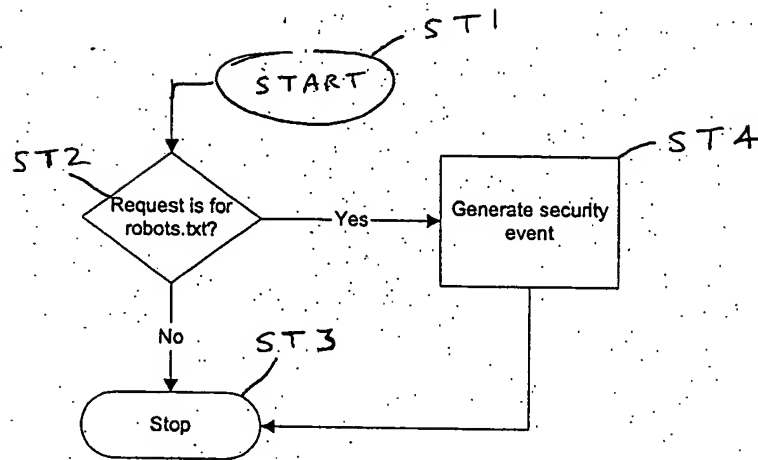 ST1
START
ST2
ST4
Request is for
robots.txt?
Yes
Generate security
event
No
ST3
Stop